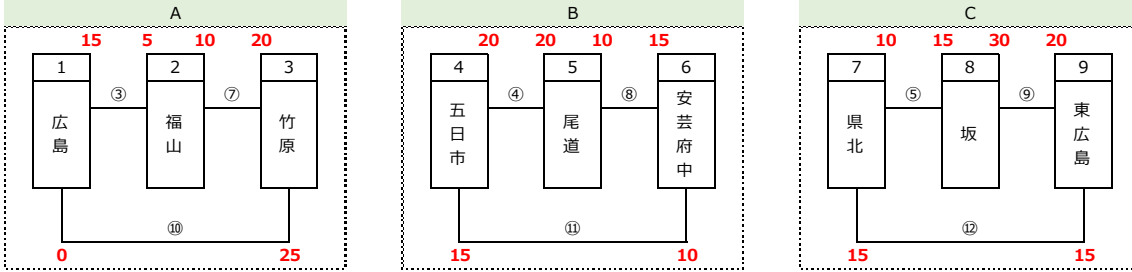 A
15 5 10 20
1 2 3
③ ⑦
広島
福山
竹原
⑩
0 25
B
20 20 10 15
4 5 6
④ ⑧
五日市
尾道
安芸府中
⑪
15 10
C
10 15 30 20
7 8 9
⑤ ⑨
県北
坂
東広島
⑫
15 15